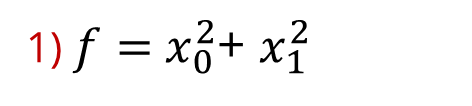 1) f = x₀² + x₁²